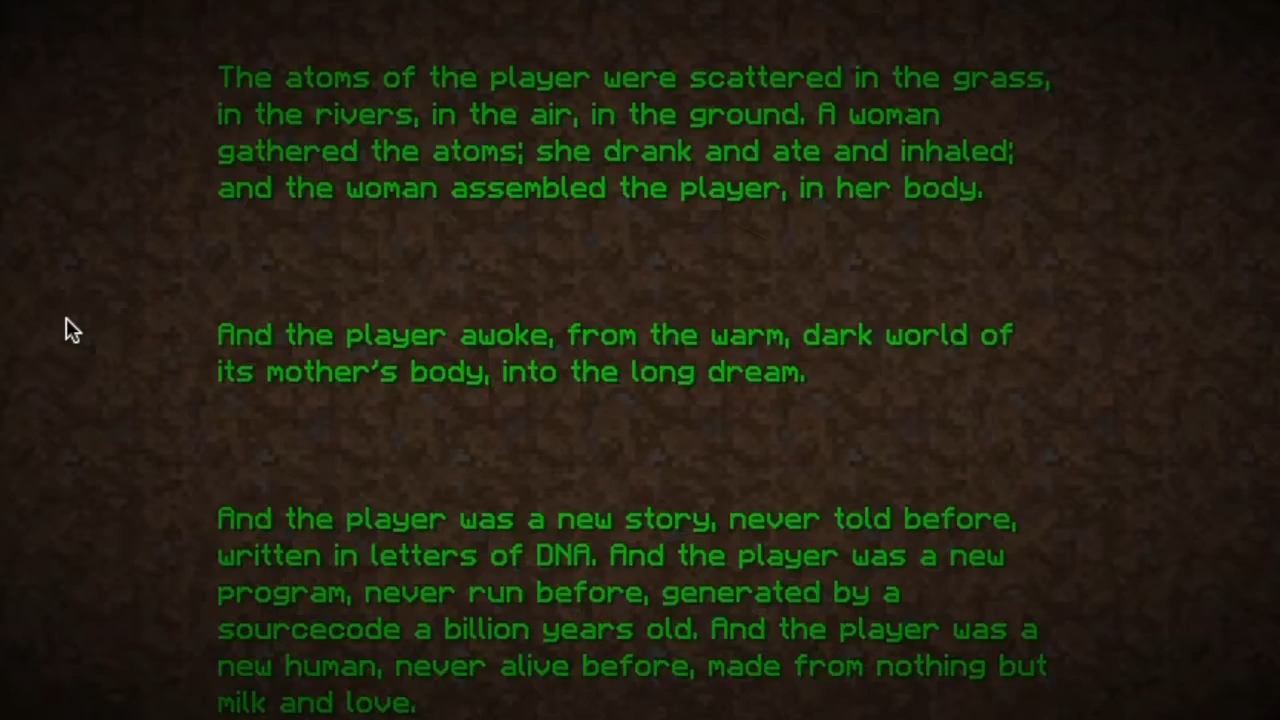 The atoms of the player were scattered in the grass,
in the rivers, in the air, in the ground. A woman
gathered the atoms; she drank and ate and inhaled;
and the woman assembled the player, in her body.
And the player awoke, from the warm, dark world of
its mother's body, into the long dream.
And the player was a new story, never told before,
written in letters of DNA. And the player was a new
program, never run before, generated by a
sourcecode a billion years old. And the player was a
new human, never alive before, made from nothing but
milk and love.